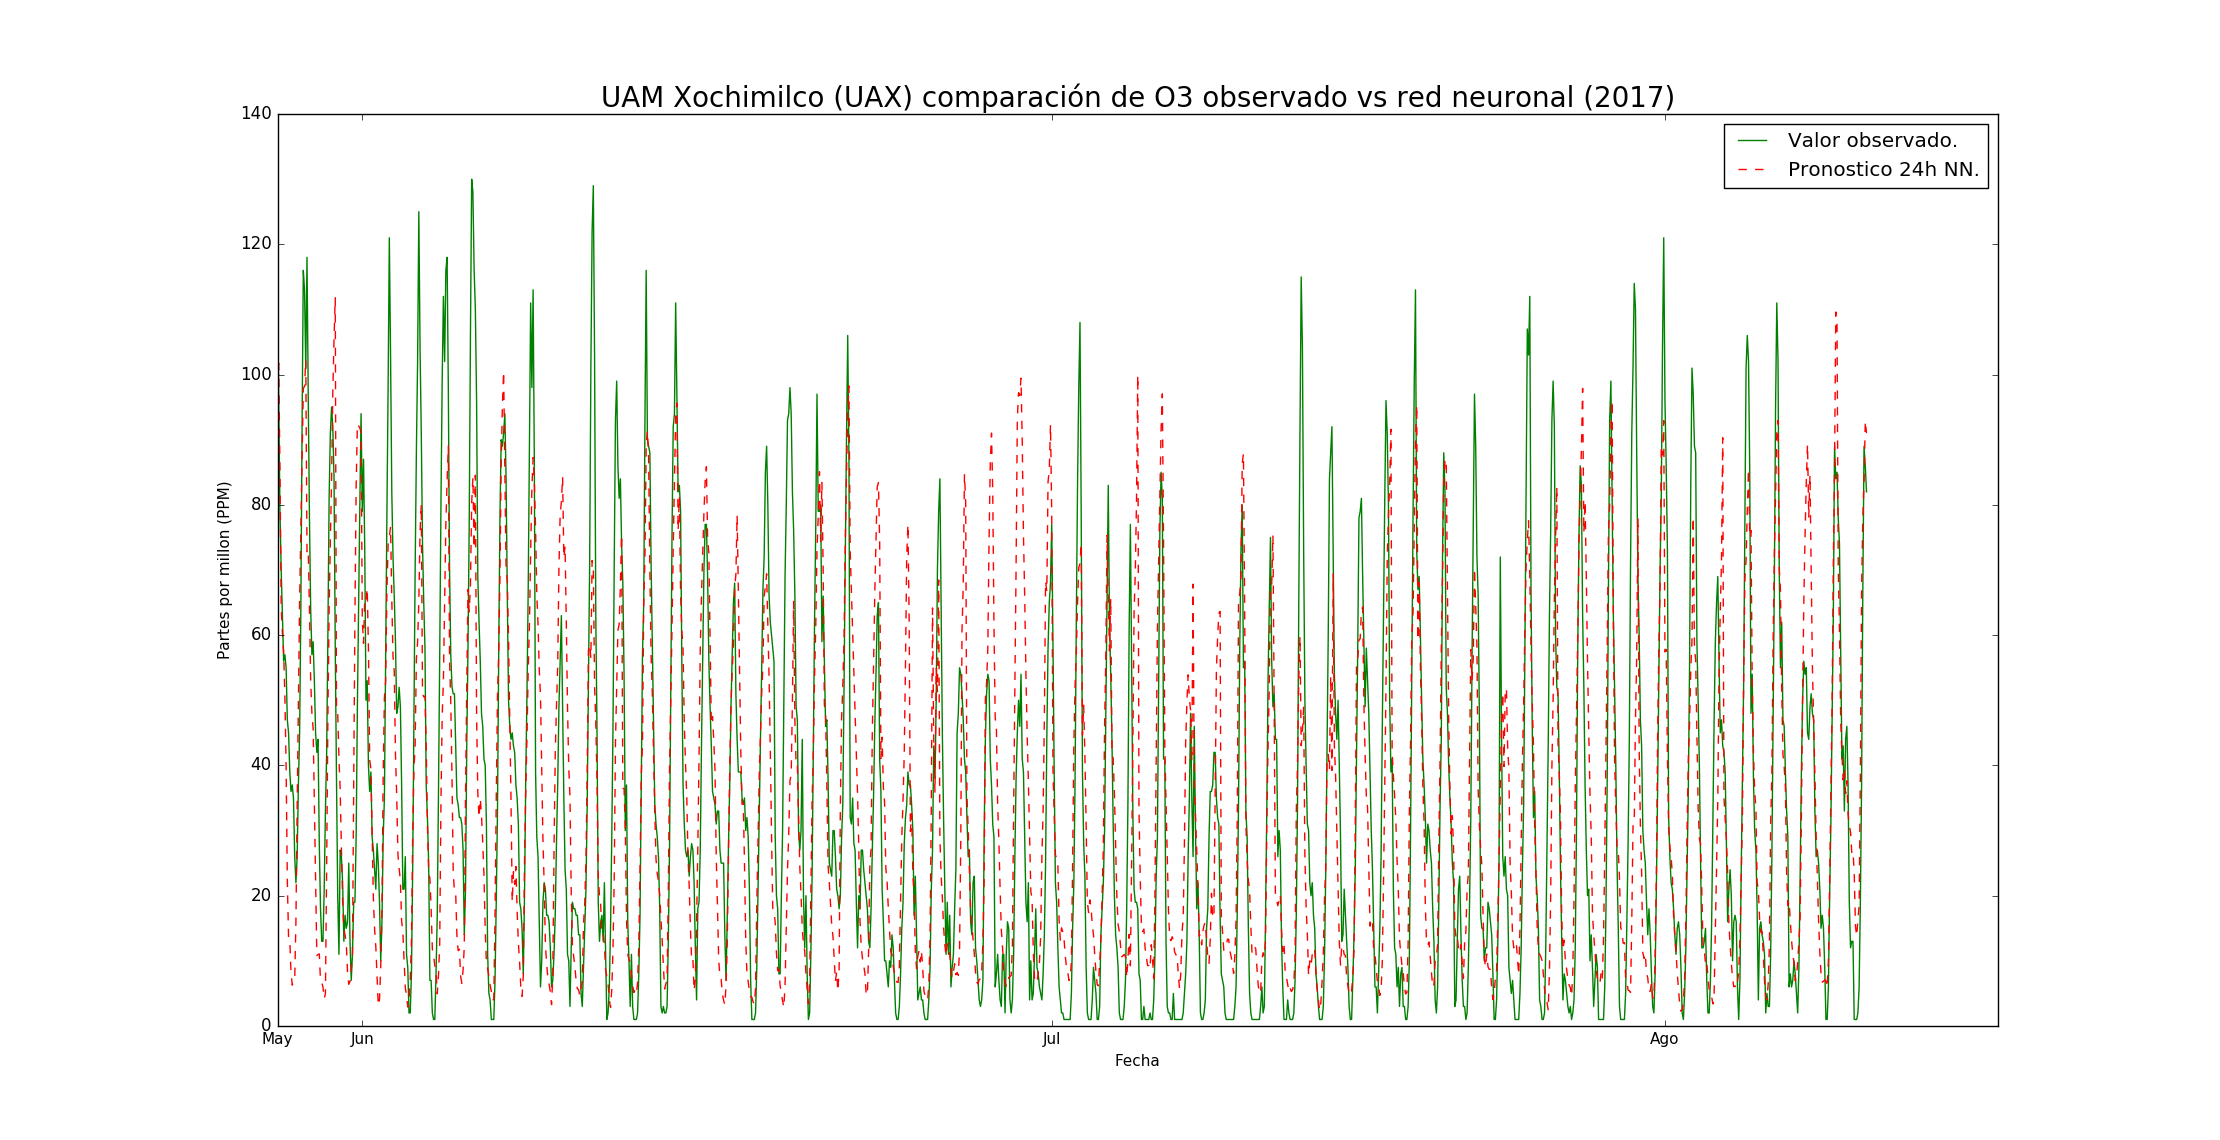 UAM Xochimilco (UAX) comparación de O3 observado vs red neuronal (2017)
Valor observado.
Pronostico 24h NN.
140
120
100
80
60
40
20
0
Partes por millon (PPM)
May
Jun
Jul
Ago
Fecha